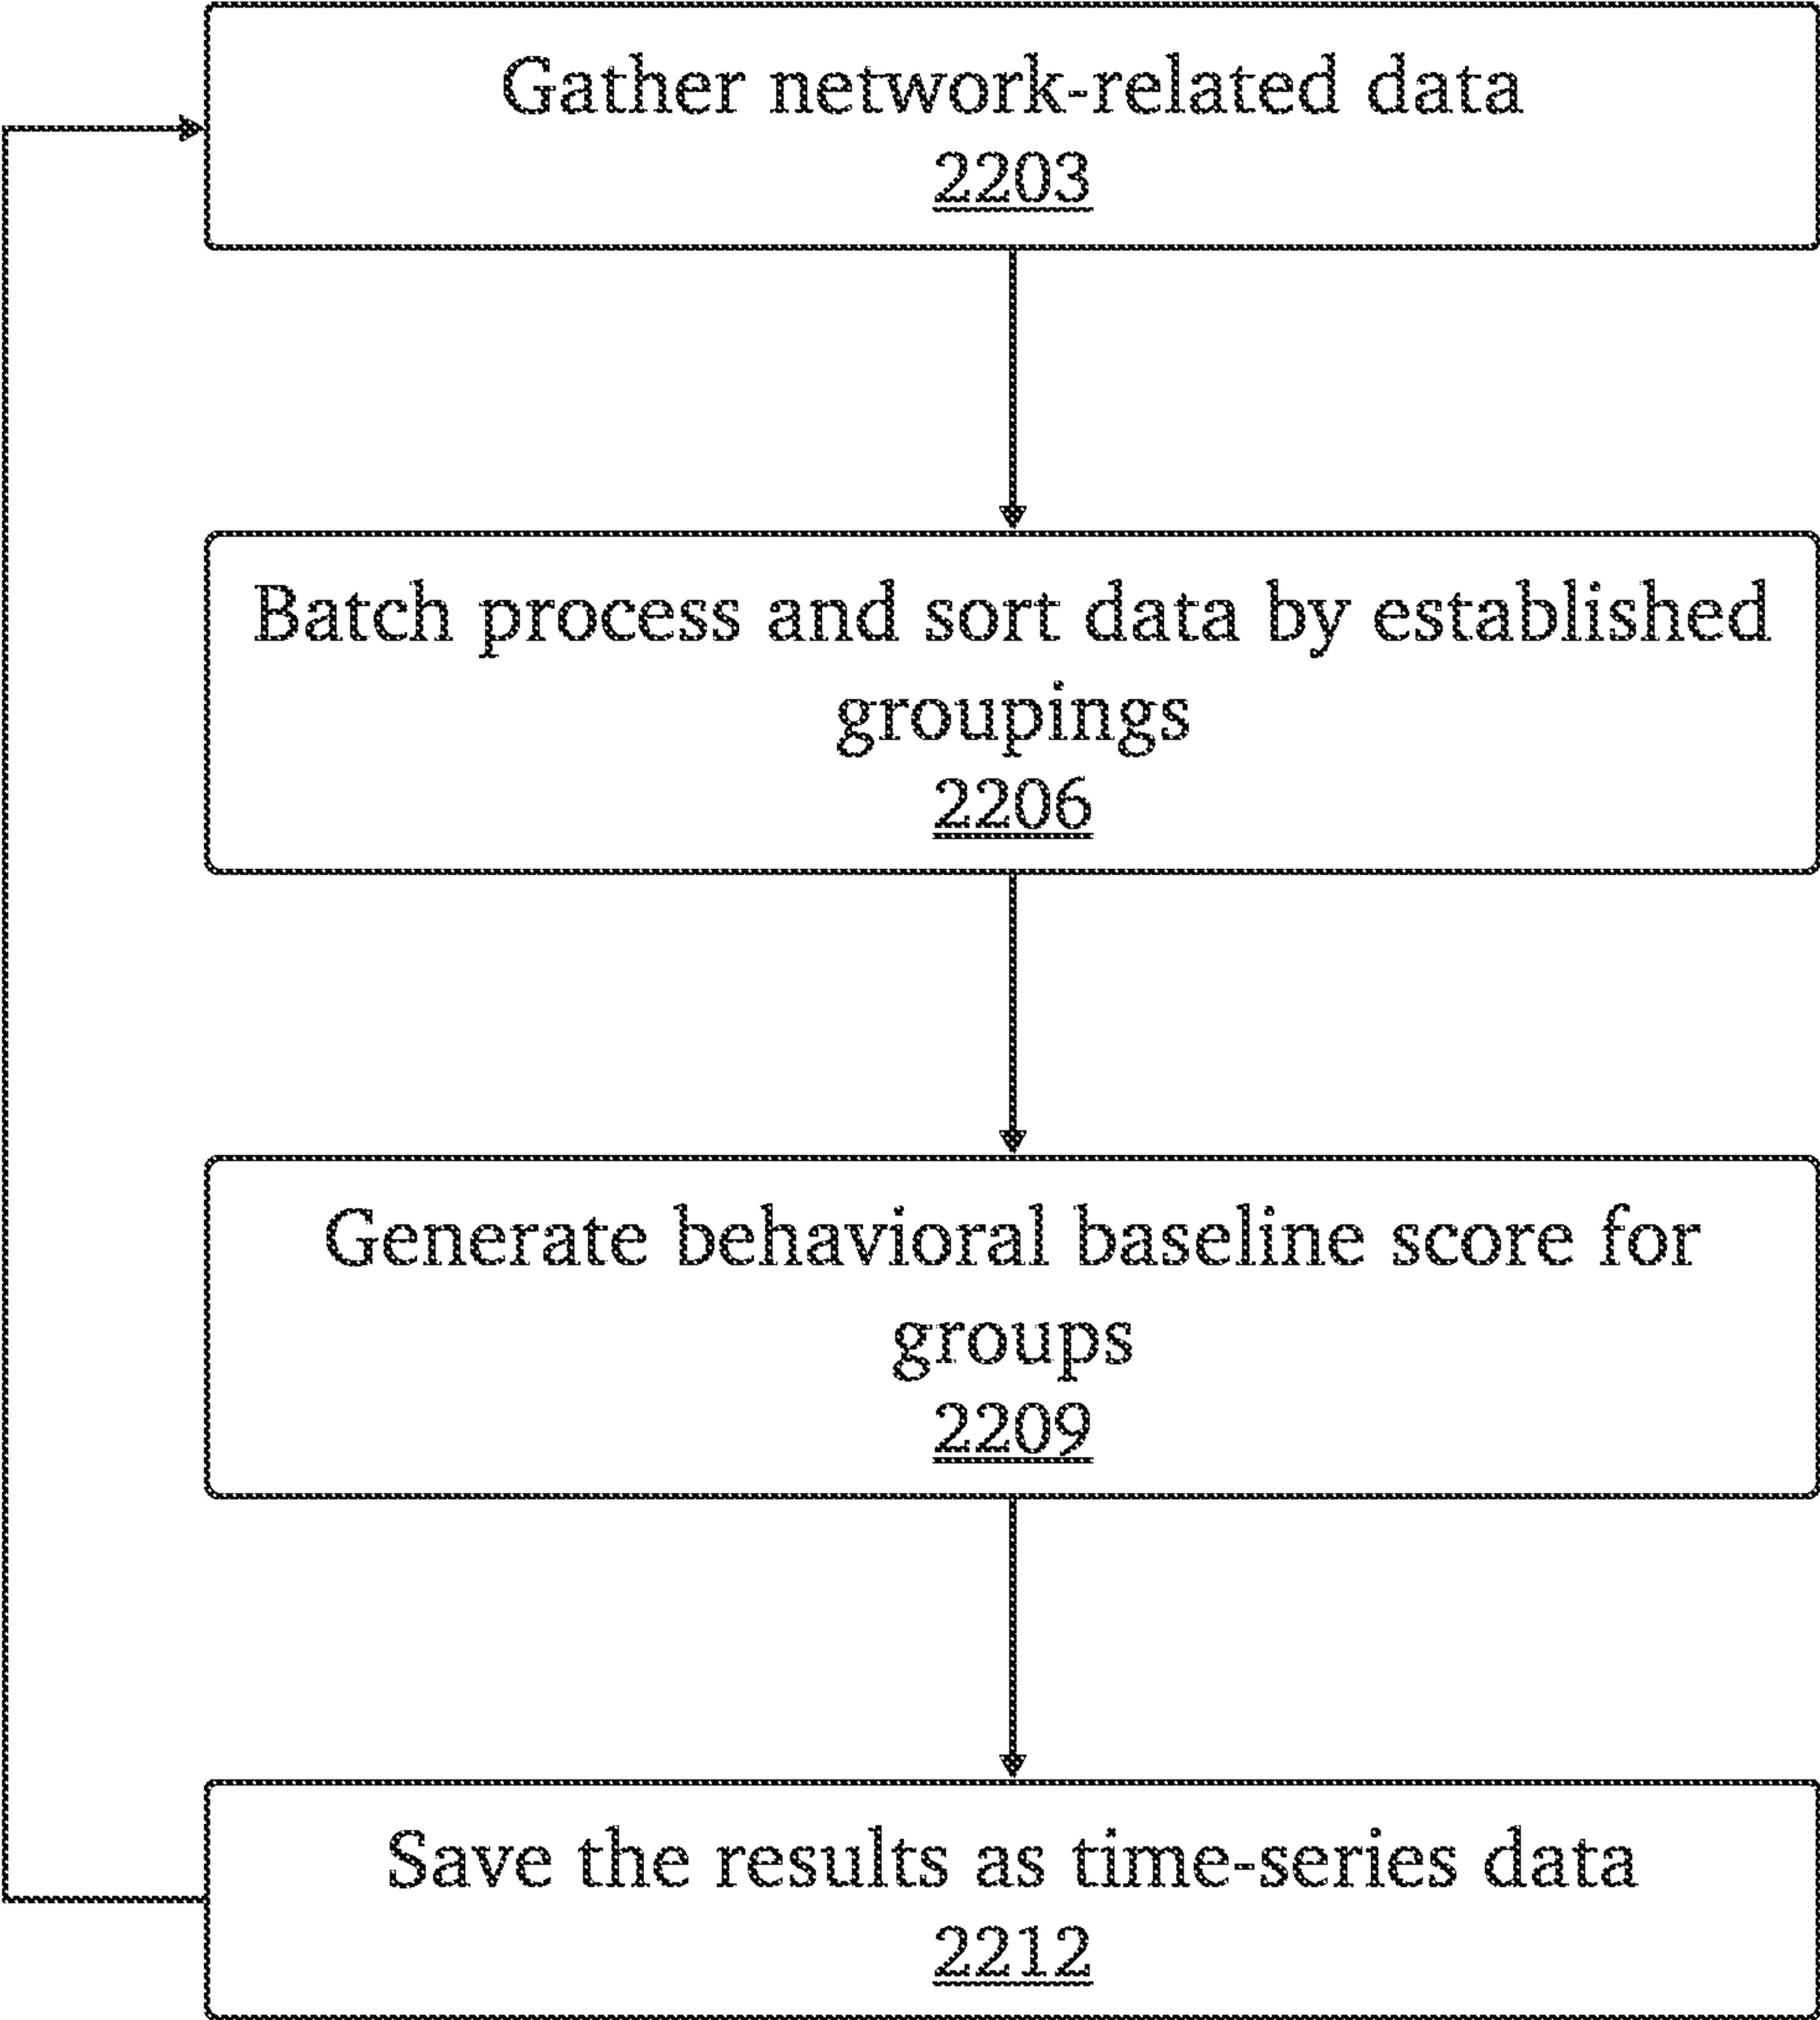 Gather network-related data
2203
Batch process and sort data by established
groupings
2206
Generate behavioral baseline score for
groups
2209
Save the results as time-series data
2212